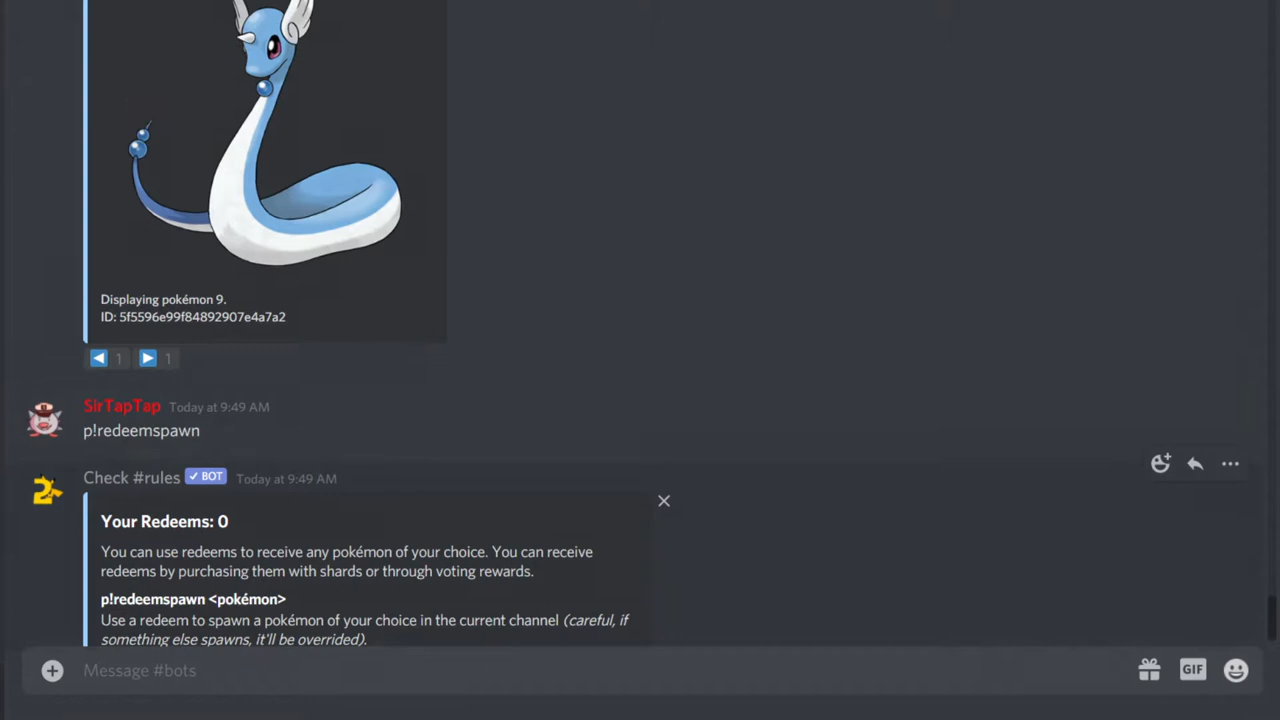 Displaying pokémon 9.
ID: 5f5596e99f84892907e4a7a2
1 1
SirTapTap Today at 9:49 AM
p!redeemspawn
Check #rules ✓ BOT Today at 9:49 AM
Your Redeems: 0
You can use redeems to receive any pokémon of your choice. You can receive
redeems by purchasing them with shards or through voting rewards.
p!redeemspawn <pokémon>
Use a redeem to spawn a pokémon of your choice in the current channel (careful, if
something else spawns, it'll be overrided).
Message #bots GIF